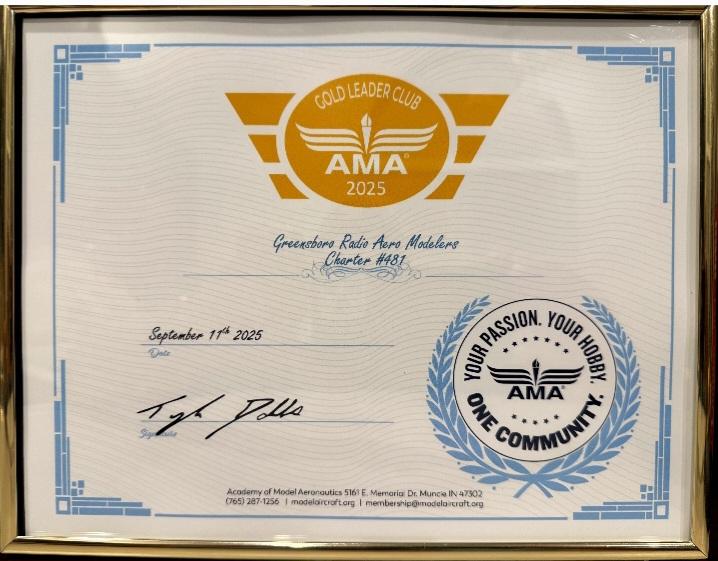 GOLD LEADER CLUB
AMA®
2025
Greensboro Radio Aero Modelers
Charter #481
September 11th 2025
Date
Signature
YOUR PASSION. YOUR HOBBY.
AMA®
ONE COMMUNITY.
Academy of Model Aeronautics 5161 E. Memorial Dr. Muncie IN 47302
(765) 287-1256 | modelaircraft.org | membership@modelaircraft.org